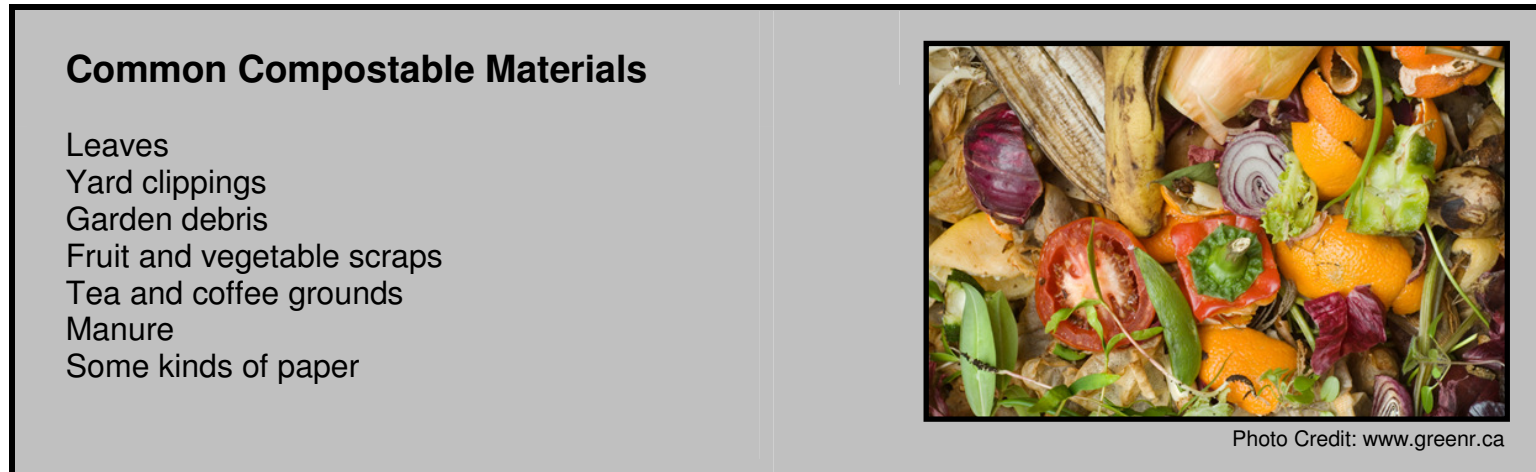 Common Compostable Materials
Leaves
Yard clippings
Garden debris
Fruit and vegetable scraps
Tea and coffee grounds
Manure
Some kinds of paper
Photo Credit: www.greenr.ca